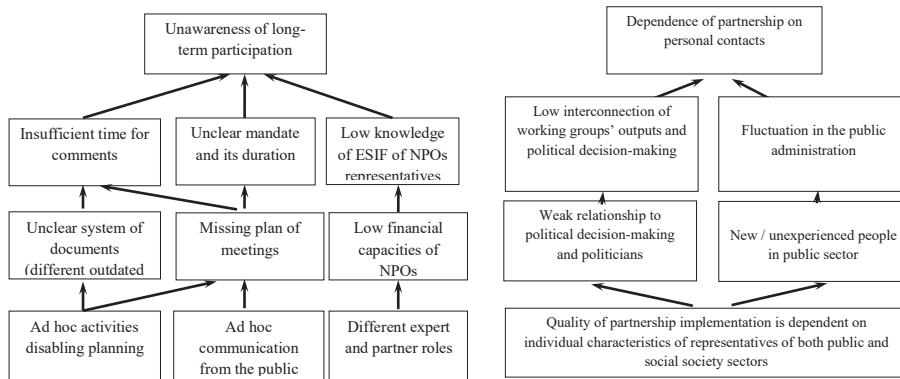 Unawareness of long-
term participation
Insufficient time for
comments
Unclear mandate
and its duration
Low knowledge
of ESIF of NPOs
representatives
Unclear system of
documents
(different outdated
Missing plan of
meetings
Low financial
capacities of
NPOs
Ad hoc activities
disabling planning
Ad hoc
communication
from the public
Different expert
and partner roles
Dependence of partnership on
personal contacts
Low interconnection of
working groups’ outputs and
political decision-making
Fluctuation in the public
administration
Weak relationship to
political decision-making
and politicians
New / unexperienced people
in public sector
Quality of partnership implementation is dependent on
individual characteristics of representatives of both public and
social society sectors